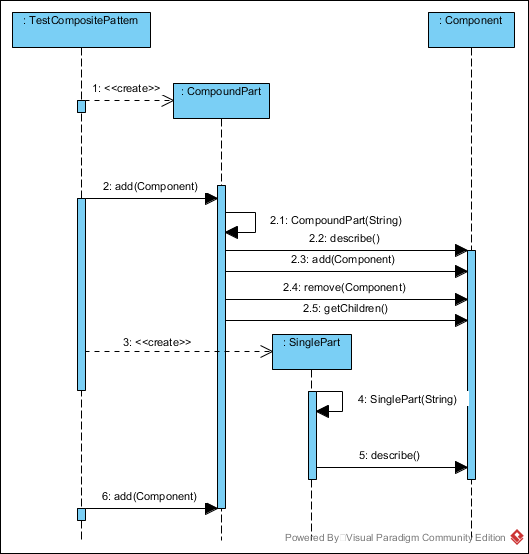 : TestCompositePattern
: Component
1: <<create>>
: CompoundPart
2: add(Component)
2.1: CompoundPart(String)
2.2: describe()
2.3: add(Component)
2.4: remove(Component)
2.5: getChildren()
3: <<create>>
: SinglePart
4: SinglePart(String)
5: describe()
6: add(Component)
Powered By Visual Paradigm Community Edition